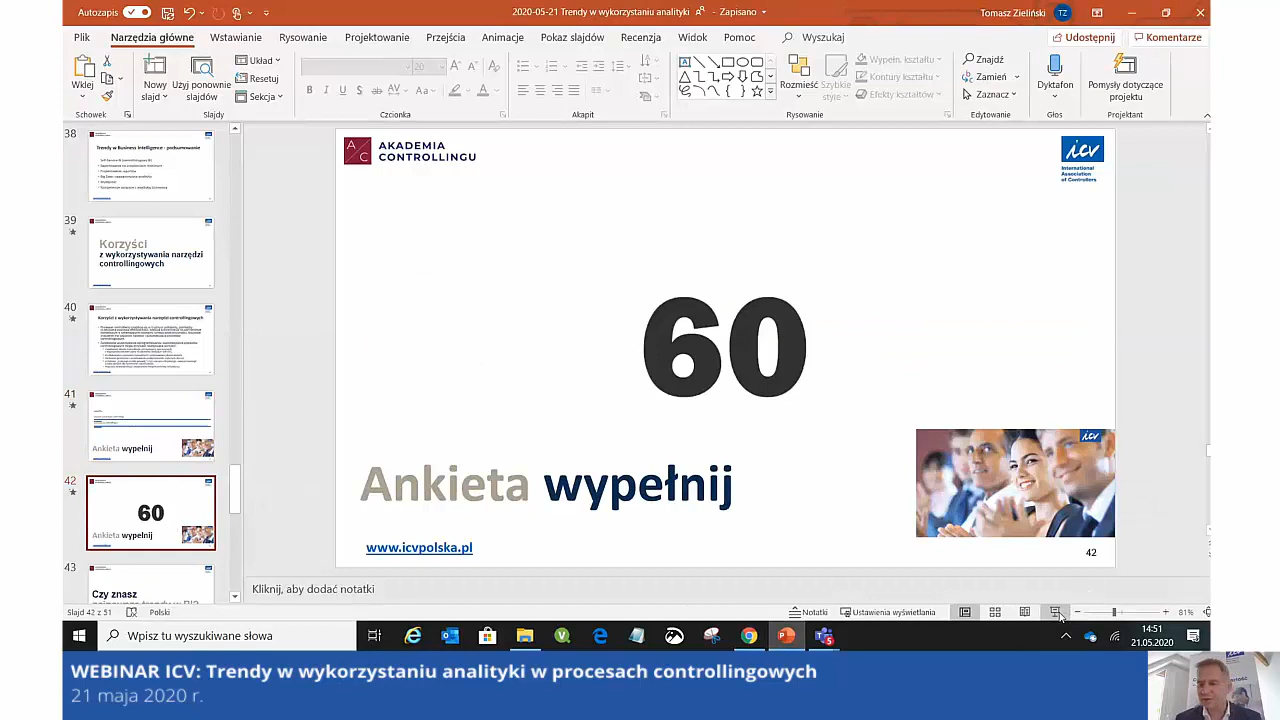 Autozapis
2020-05-21 Trendy w wykorzystaniu analityki - Zapisano
Tomasz Zieliński TZ
Plik Narzędzia główne Wstawianie Rysowanie Projektowanie Przejścia Animacje Pokaz slajdów Recenzja Widok Pomoc Wyszukaj Udostępnij Komentarze
Wklej
Nowy slajd
Użyj ponownie slajdów
Układ
Resetuj
Sekcja
Rozmieść
Szybkie style
Wypełn. kształtu
Kontury kształtu
Efekty kształtów
Znajdź
Zamień
Zaznacz
Dyktafon
Pomysły dotyczące projektu
Schowek Slajdy Czcionka Akapit Rysowanie Edytowanie Głos Projektant
38
Trendy w Business Intelligence - podsumowanie
39
Korzyści
z wykorzystywania narzędzi
controllingowych
40
Korzyści z wykorzystywania narzędzi controllingowych
41
Ankieta wypełnij
42
60
Ankieta wypełnij
43
Czy znasz
AKADEMIA
CONTROLLINGU
icv
International
Association
of Controllers
60
Ankieta wypełnij
icv
www.icvpolska.pl
42
Kliknij, aby dodać notatki
Slajd 42 z 51 Polski Notatki Ustawienia wyświetlania 81%
Wpisz tu wyszukiwane słowa
14:51
21.05.2020
WEBINAR ICV: Trendy w wykorzystaniu analityki w procesach controllingowych
21 maja 2020 r.